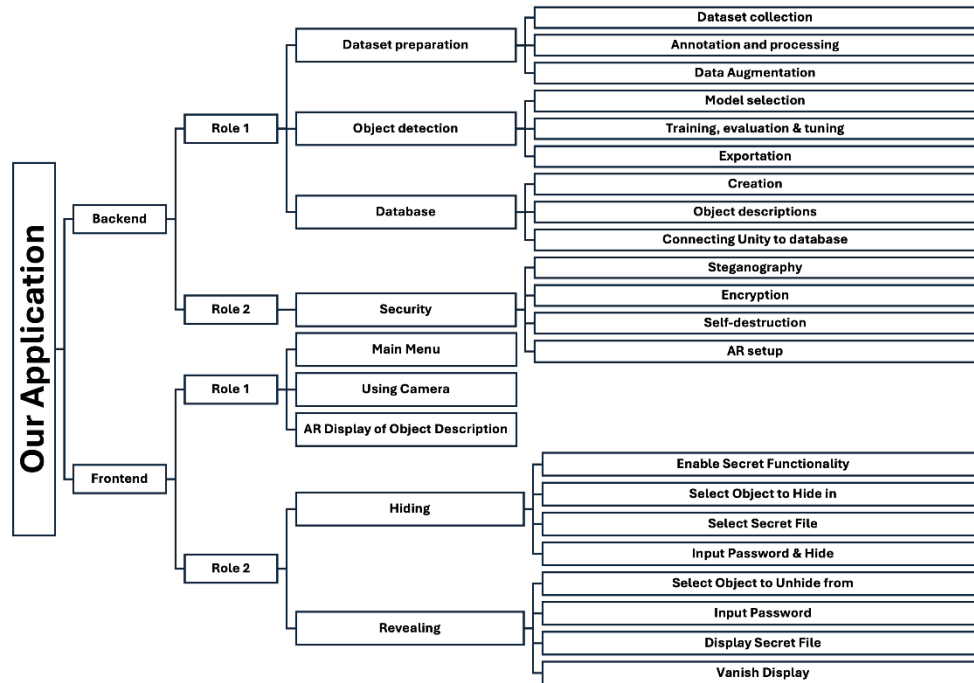 Our Application
Backend
Role 1
Dataset preparation
Dataset collection
Annotation and processing
Data Augmentation
Object detection
Model selection
Training, evaluation & tuning
Exportation
Database
Creation
Object descriptions
Connecting Unity to database
Role 2
Security
Steganography
Encryption
Self-destruction
AR setup
Frontend
Role 1
Main Menu
Using Camera
AR Display of Object Description
Role 2
Hiding
Enable Secret Functionality
Select Object to Hide in
Select Secret File
Input Password & Hide
Revealing
Select Object to Unhide from
Input Password
Display Secret File
Vanish Display